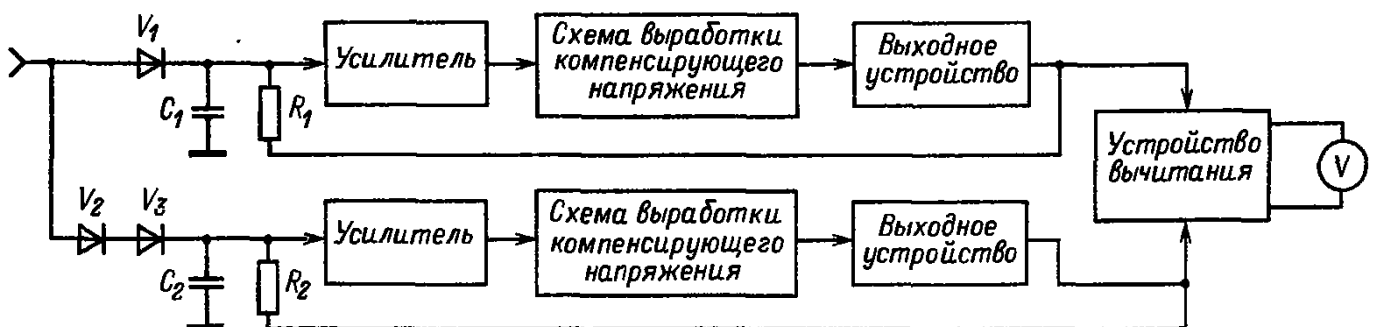 V₁
Усилитель
Схема выработки
компенсирующего
напряжения
Выходное
устройство
C₁
R₁
Устройство
вычитания
V
V₂
V₃
Усилитель
Схема выработки
компенсирующего
напряжения
Выходное
устройство
C₂
R₂